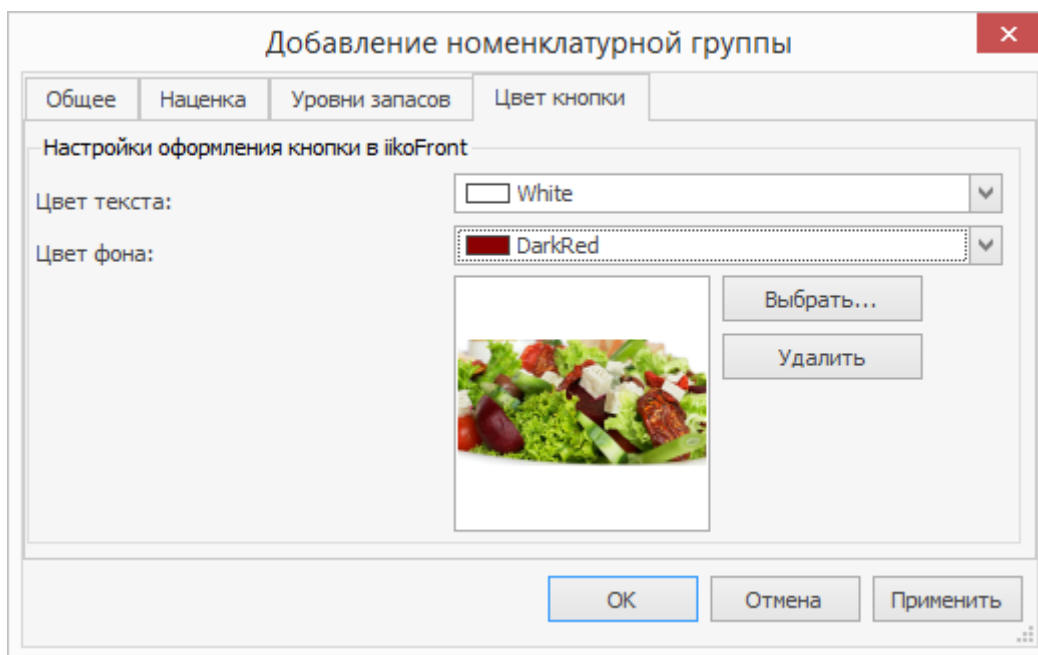 Добавление номенклатурной группы
Общее Наценка Уровни запасов Цвет кнопки
Настройки оформления кнопки в iikoFront
Цвет текста: White
Цвет фона: DarkRed
Выбрать...
Удалить
OK Отмена Применить